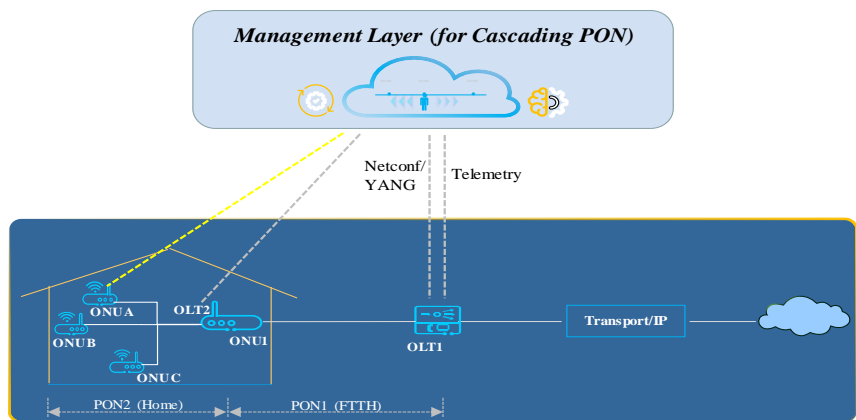 Management Layer (for Cascading PON)
Netconf/
YANG
Telemetry
ONUA
OLT2
ONUB
ONU1
ONUC
OLT1
Transport/IP
PON2 (Home)
PON1 (FTTH)